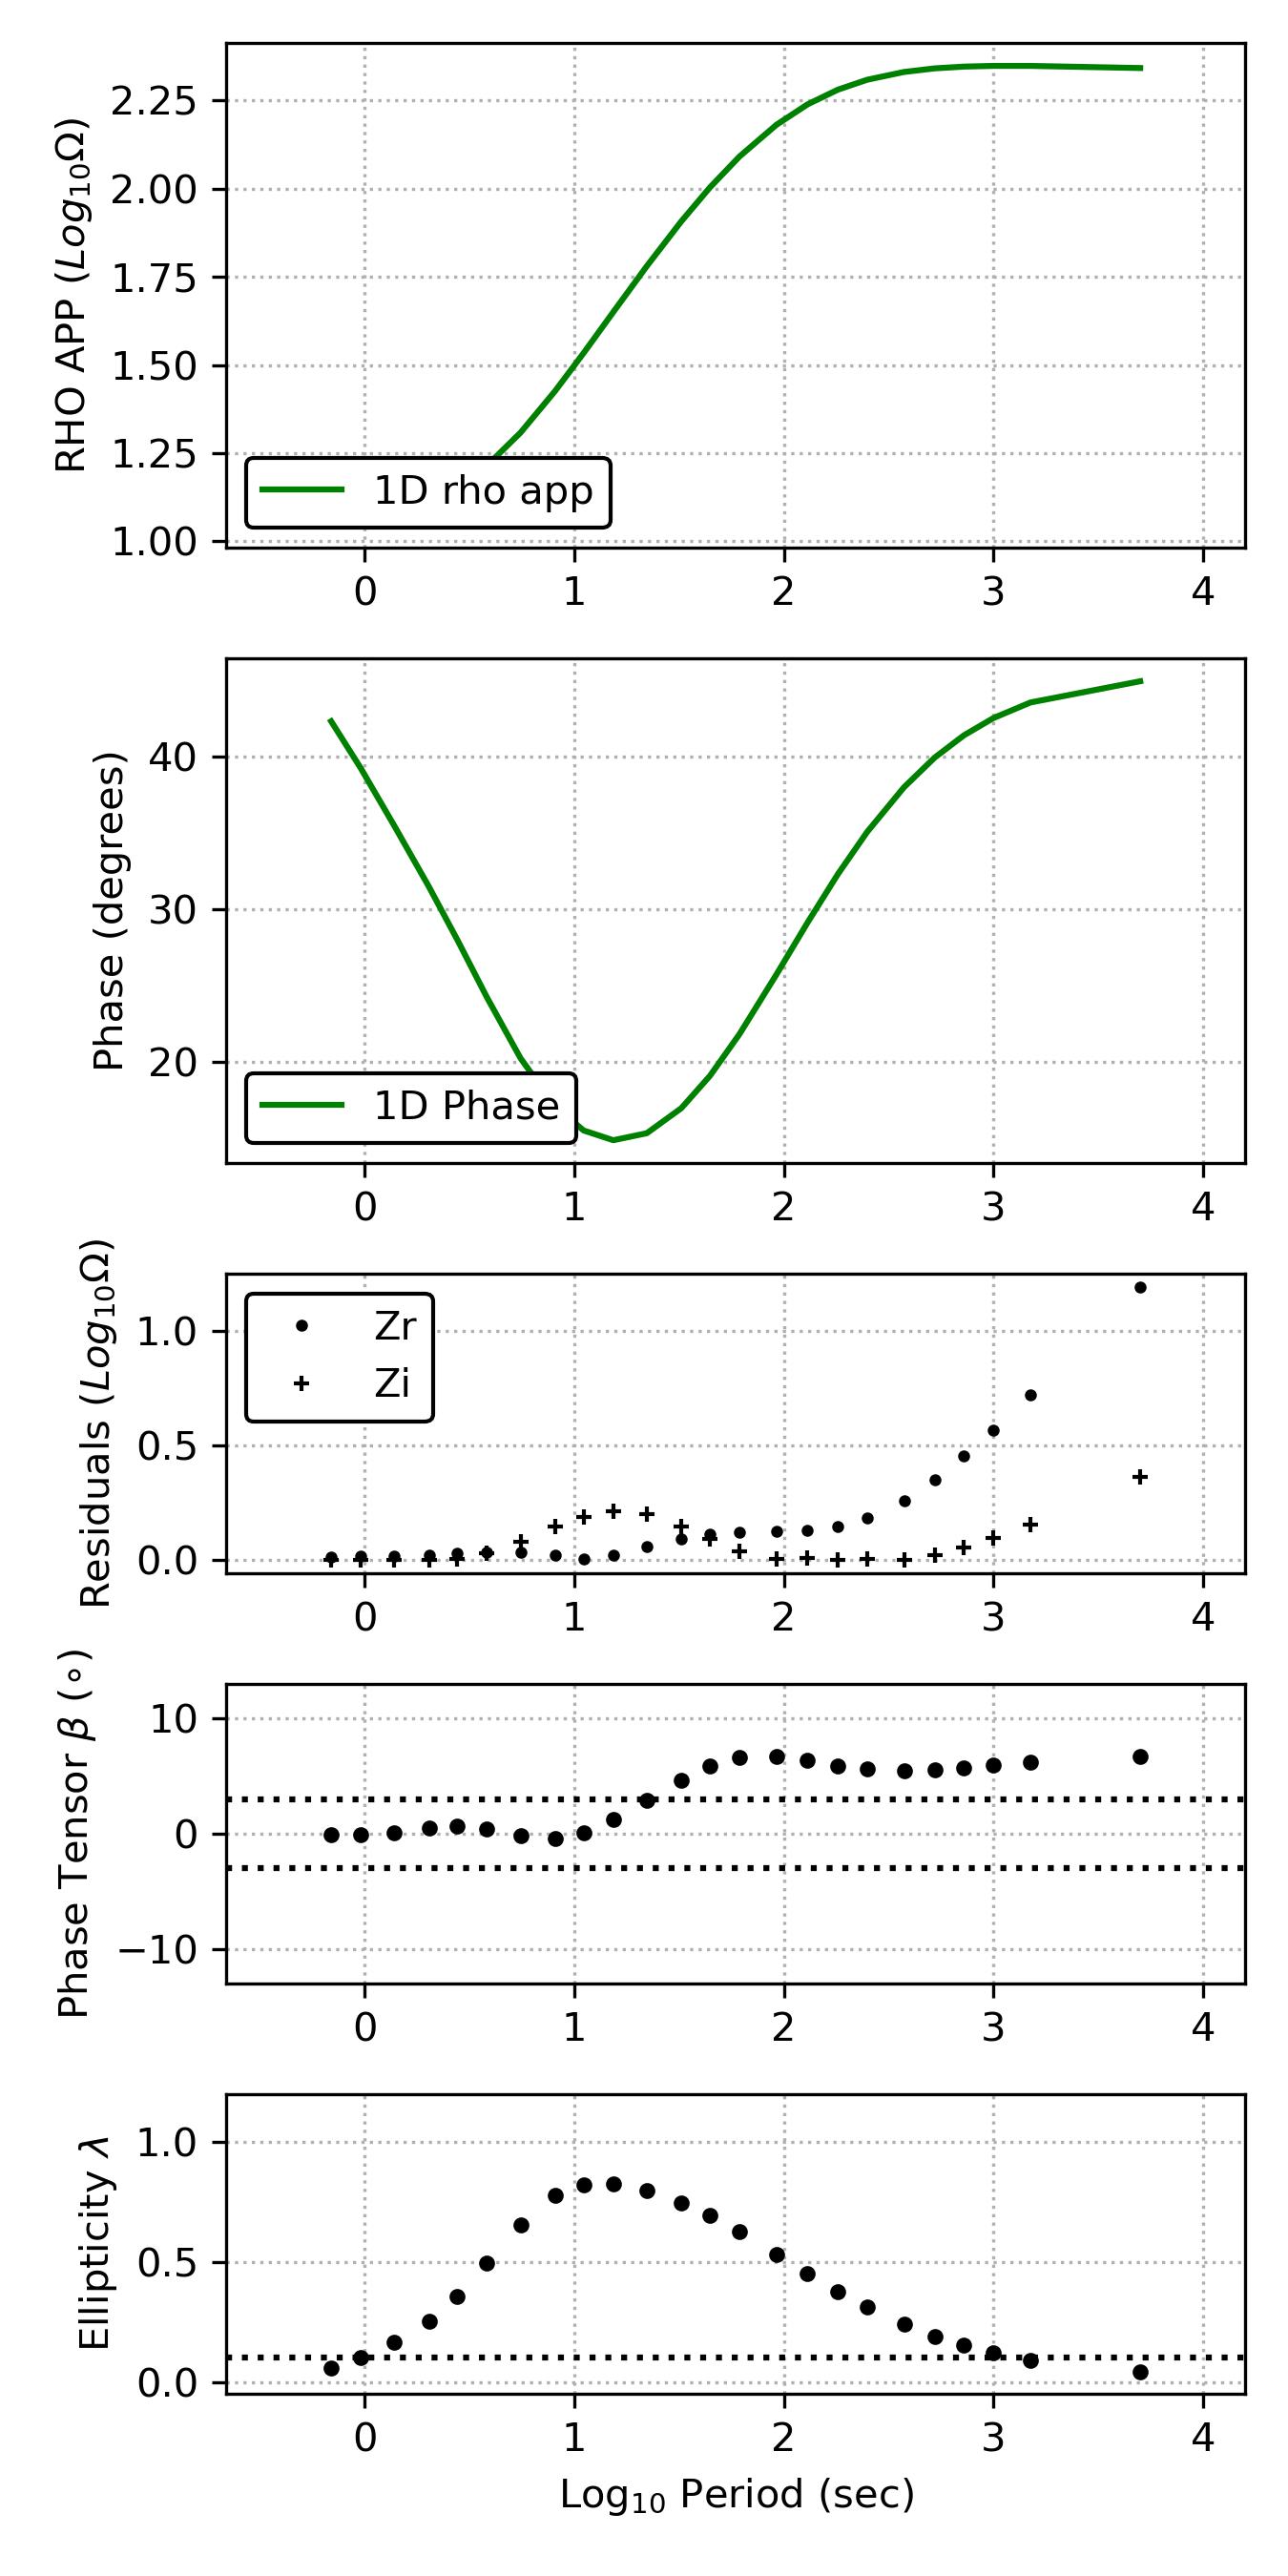 RHO APP (Log₁₀Ω)
2.25
2.00
1.75
1.50
1.25
1.00
1D rho app
0 1 2 3 4
Phase (degrees)
40
30
20
1D Phase
0 1 2 3 4
Residuals (Log₁₀Ω)
1.0
0.5
0.0
Zr
Zi
0 1 2 3 4
Phase Tensor β (∘)
10
0
−10
0 1 2 3 4
Ellipticity λ
1.0
0.5
0.0
0 1 2 3 4
Log₁₀ Period (sec)